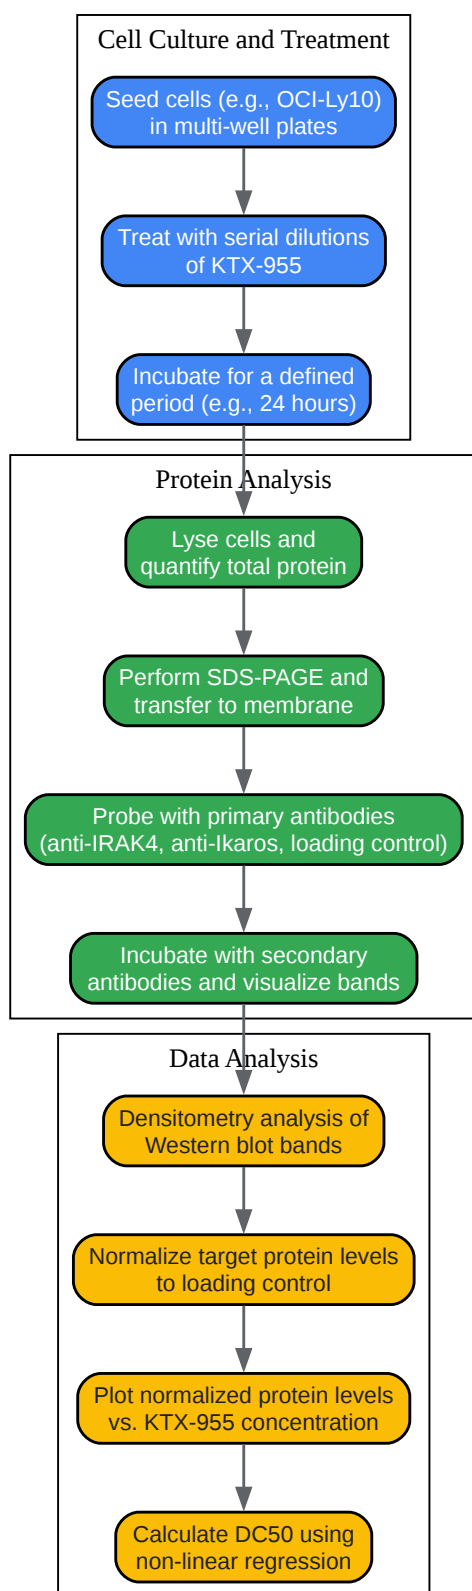 Cell Culture and Treatment
Seed cells (e.g., OCI-Ly10)
in multi-well plates
Treat with serial dilutions
of KTX-955
Incubate for a defined
period (e.g., 24 hours)
Protein Analysis
Lyse cells and
quantify total protein
Perform SDS-PAGE and
transfer to membrane
Probe with primary antibodies
(anti-IRAK4, anti-Ikaros, loading control)
Incubate with secondary
antibodies and visualize bands
Data Analysis
Densitometry analysis of
Western blot bands
Normalize target protein levels
to loading control
Plot normalized protein levels
vs. KTX-955 concentration
Calculate DC50 using
non-linear regression